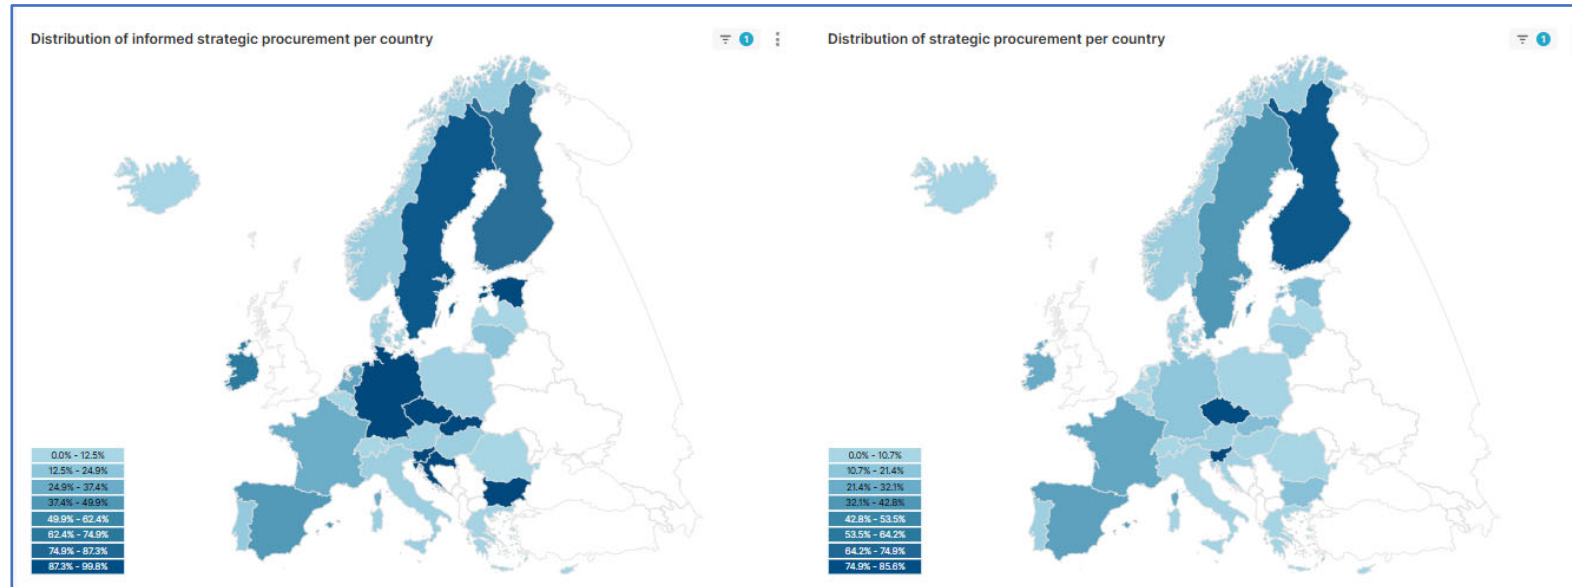 Distribution of informed strategic procurement per country
1
Distribution of strategic procurement per country
1
0.0% - 12.5%
12.5% - 24.9%
24.9% - 37.4%
37.4% - 49.9%
49.9% - 62.4%
62.4% - 74.9%
74.9% - 87.3%
87.3% - 99.8%
0.0% - 10.7%
10.7% - 21.4%
21.4% - 32.1%
32.1% - 42.8%
42.8% - 53.5%
53.5% - 64.2%
64.2% - 74.9%
74.9% - 85.6%